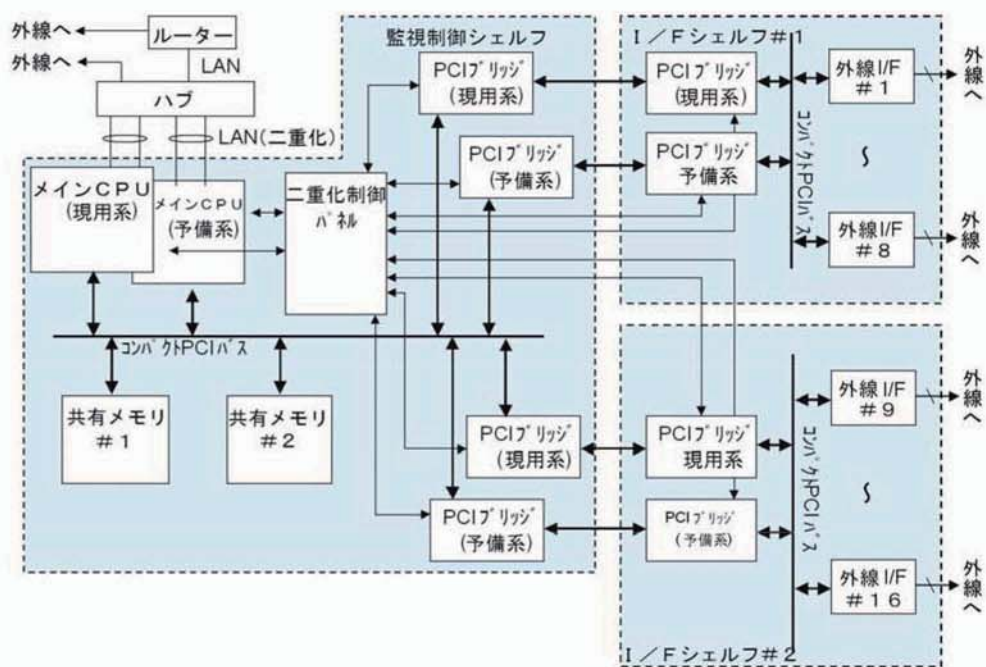 外線へ
ルーター
外線へ
LAN
ハブ
LAN(二重化)
監視制御シェルフ
メインCPU
(現用系)
メインCPU
(予備系)
二重化制御
ﾊﾟﾈﾙ
PCIﾌﾞﾘｯｼﾞ
(現用系)
PCIﾌﾞﾘｯｼﾞ
(予備系)
ｺﾝﾊﾟｸﾄPCIﾊﾞｽ
共有メモリ
#1
共有メモリ
#2
PCIﾌﾞﾘｯｼﾞ
(現用系)
PCIﾌﾞﾘｯｼﾞ
(予備系)
I/Fシェルフ#1
PCIﾌﾞﾘｯｼﾞ
(現用系)
PCIﾌﾞﾘｯｼﾞ
予備系
ｺﾝﾊﾟｸﾄPCIﾊﾞｽ
外線I/F
#1
外線へ
~
外線I/F
#8
外線へ
PCIﾌﾞﾘｯｼﾞ
現用系
PCIﾌﾞﾘｯｼﾞ
(予備系)
ｺﾝﾊﾟｸﾄPCIﾊﾞｽ
外線I/F
#9
外線へ
~
外線I/F
#16
外線へ
I/Fシェルフ#2